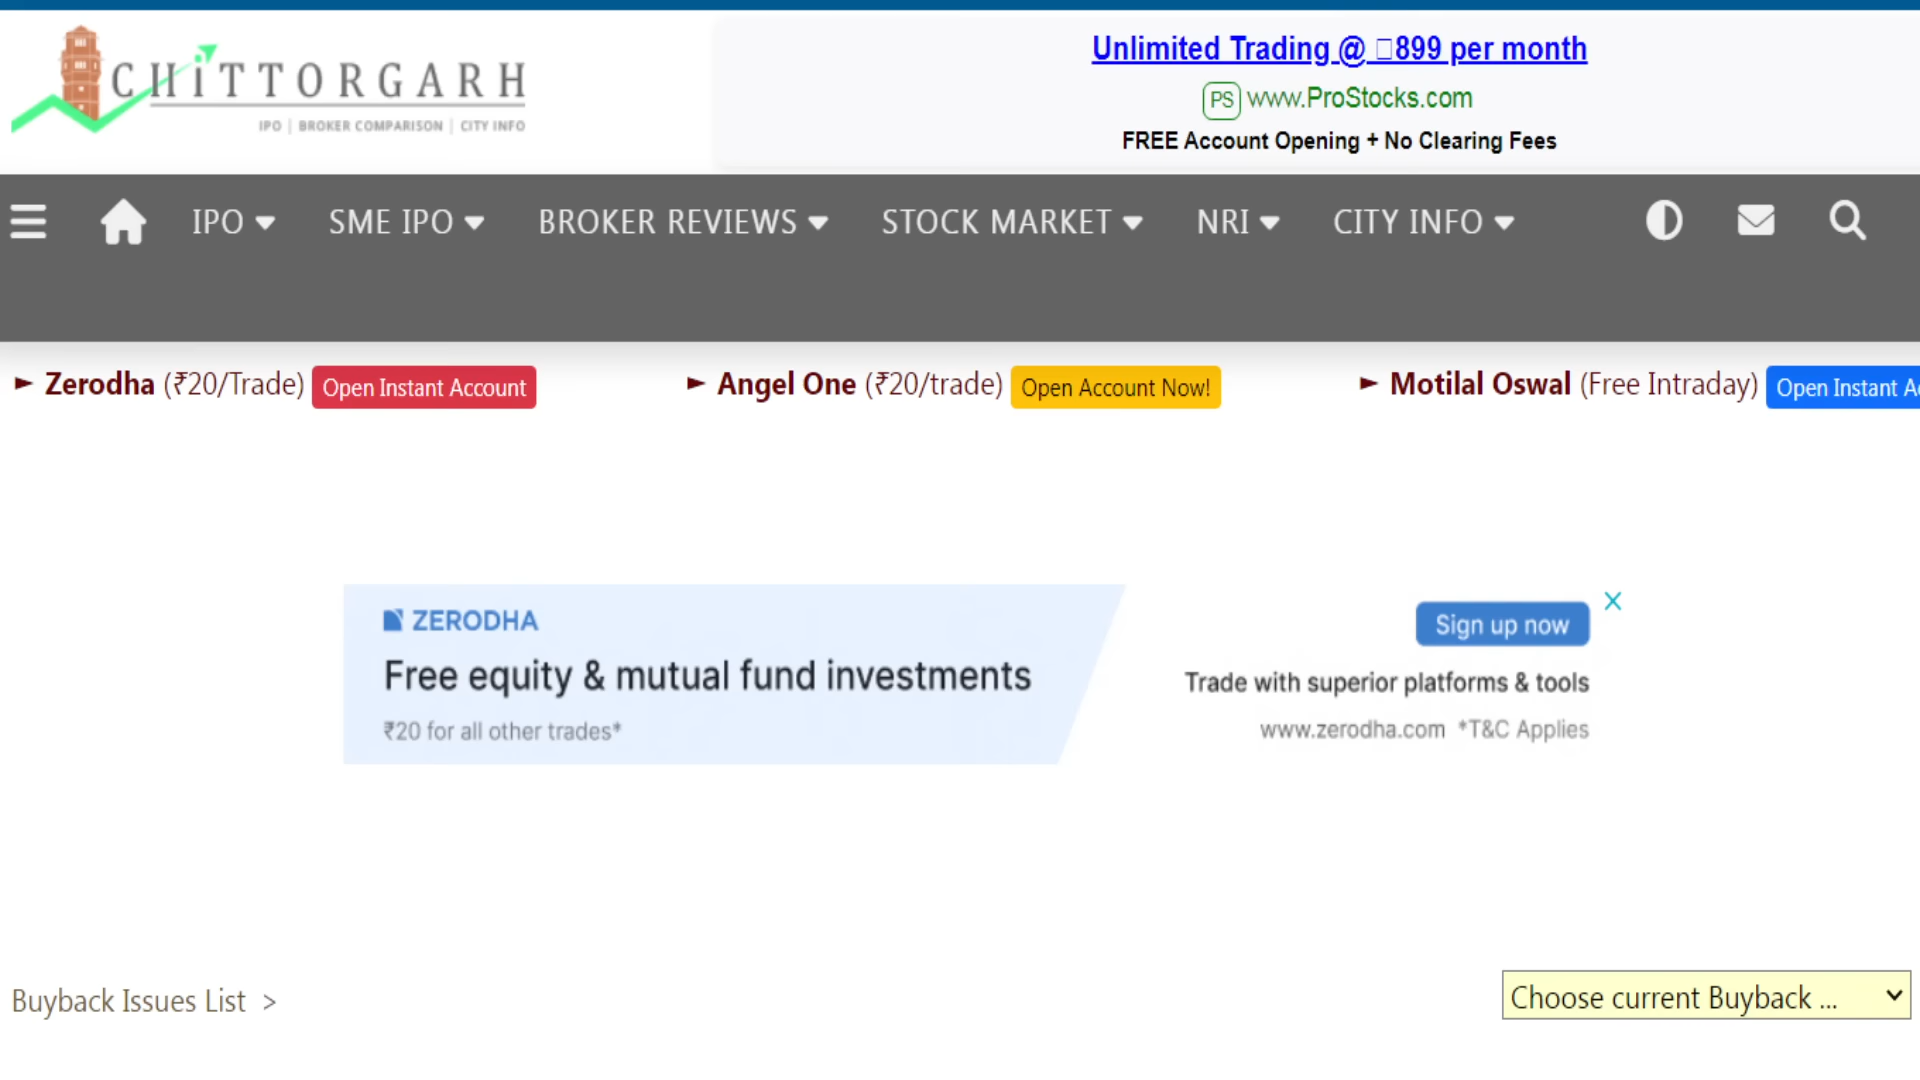 CHiTTORGARH
IPO | BROKER COMPARISON | CITY INFO
Unlimited Trading @ □899 per month
PS www.ProStocks.com
FREE Account Opening + No Clearing Fees
IPO SME IPO BROKER REVIEWS STOCK MARKET NRI CITY INFO
► Zerodha (₹20/Trade) Open Instant Account ► Angel One (₹20/trade) Open Account Now! ► Motilal Oswal (Free Intraday) Open Instant
ZERODHA
Free equity & mutual fund investments
₹20 for all other trades*
Sign up now
Trade with superior platforms & tools
www.zerodha.com *T&C Applies
Buyback Issues List >
Choose current Buyback ...